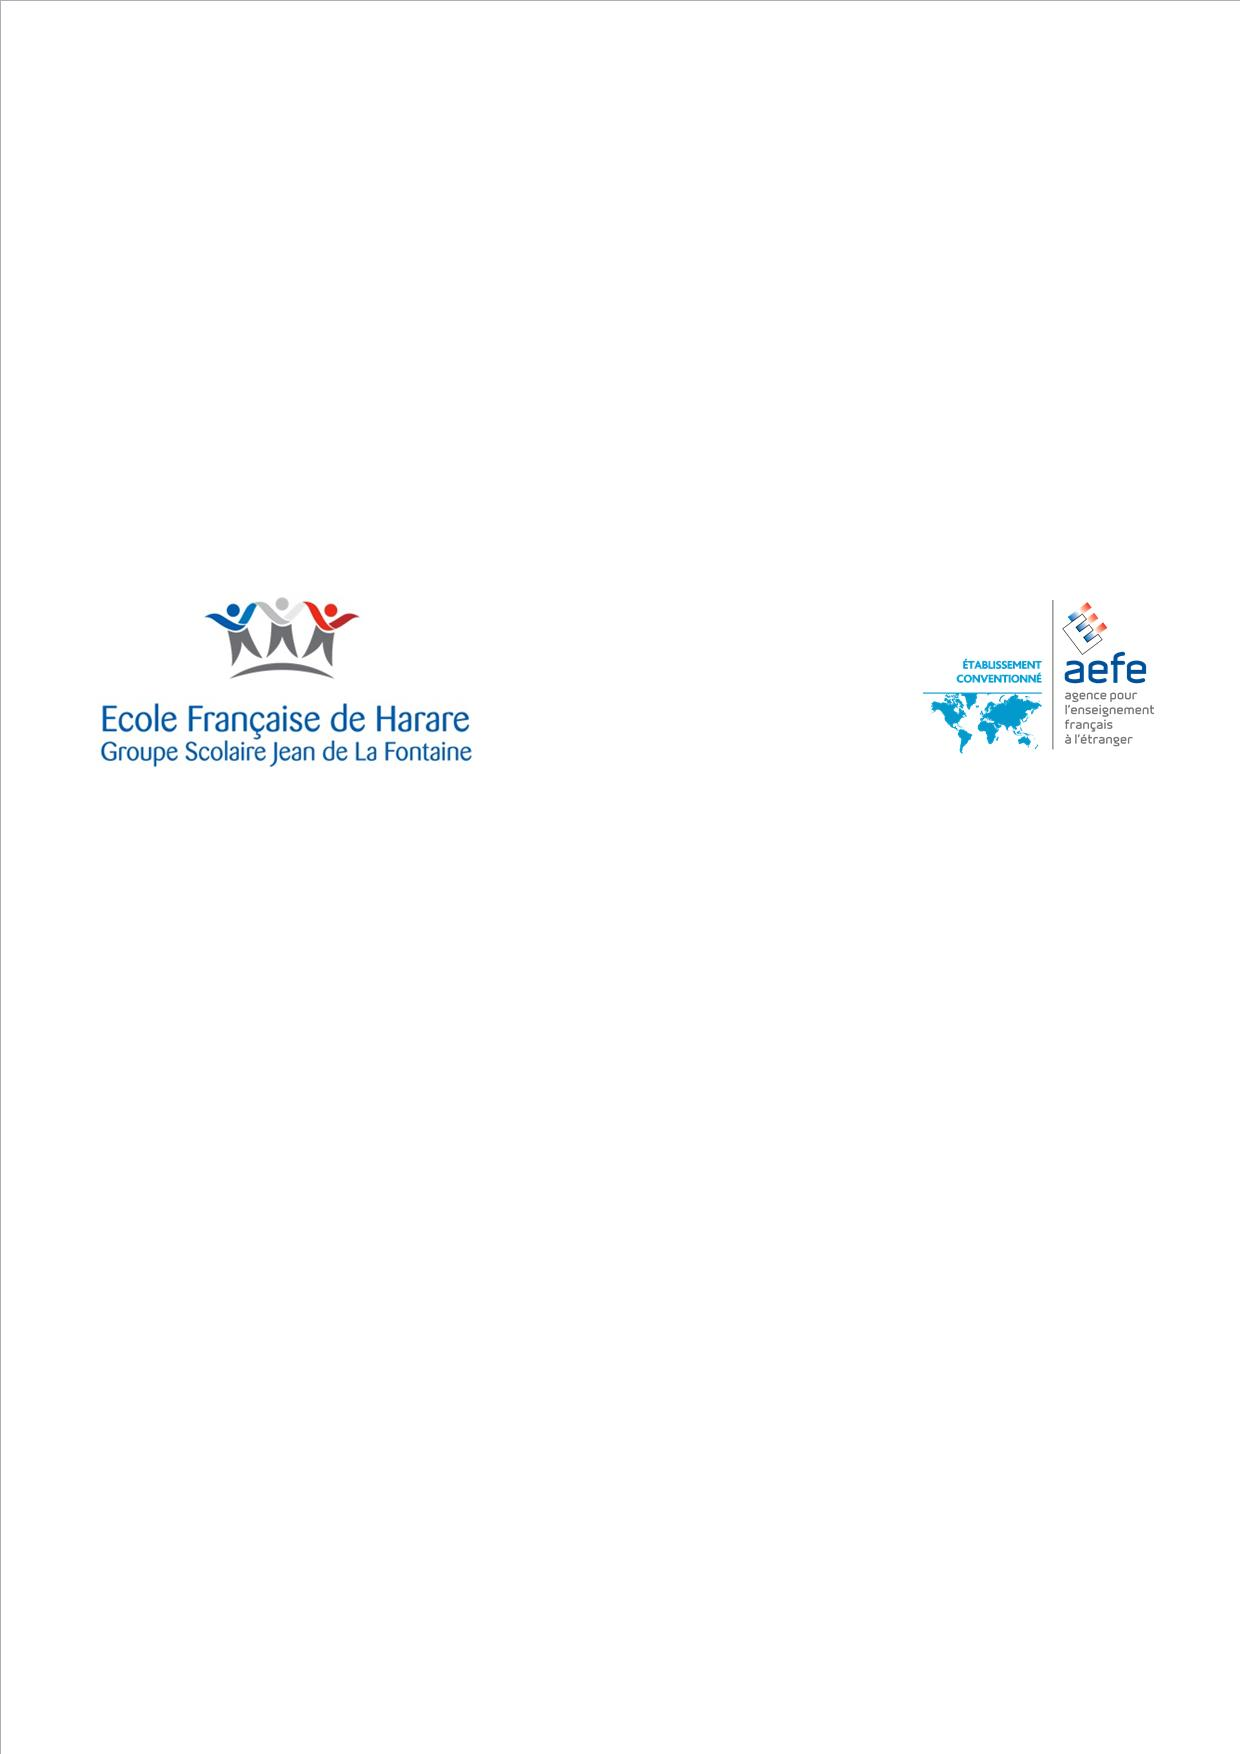 Ecole Française de Harare
Groupe Scolaire Jean de La Fontaine
ÉTABLISSEMENT
CONVENTIONNÉ
aefe
agence pour
l'enseignement
français
à l'étranger